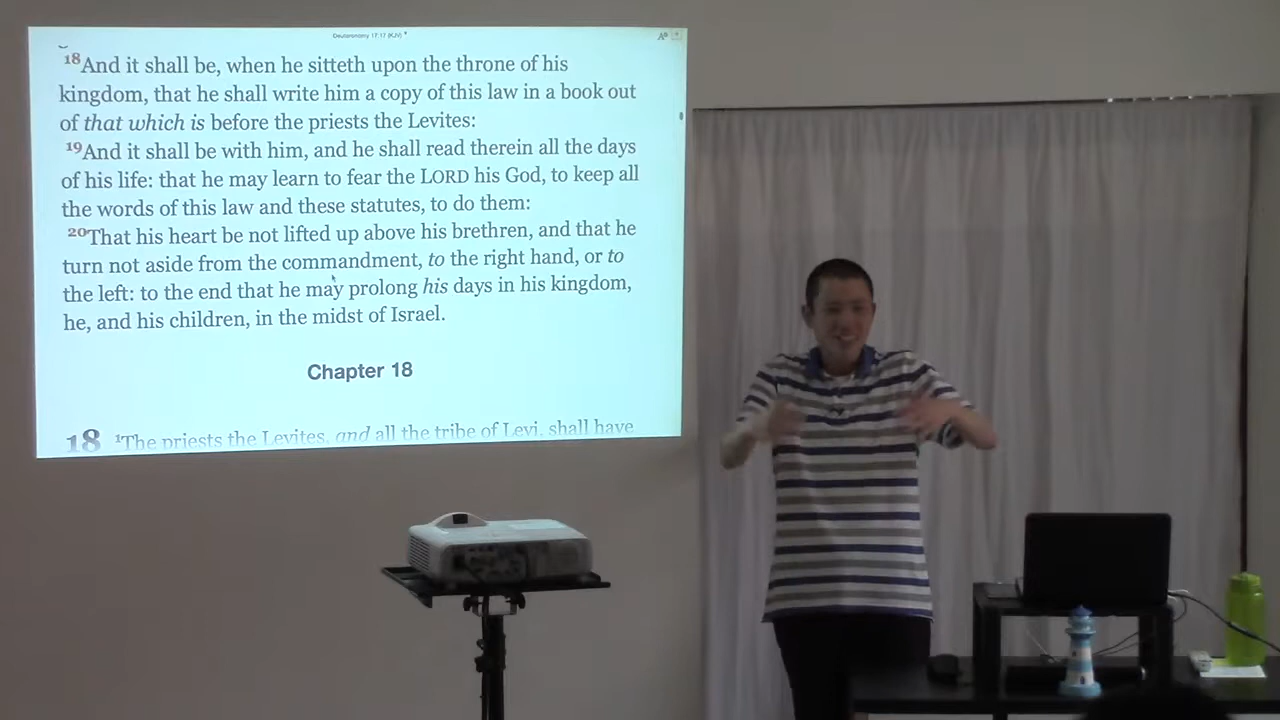 Deuteronomy 17:17 (KJV)
18And it shall be, when he sitteth upon the throne of his
kingdom, that he shall write him a copy of this law in a book out
of that which is before the priests the Levites:
19And it shall be with him, and he shall read therein all the days
of his life: that he may learn to fear the LORD his God, to keep all
the words of this law and these statutes, to do them:
20That his heart be not lifted up above his brethren, and that he
turn not aside from the commandment, to the right hand, or to
the left: to the end that he may prolong his days in his kingdom,
he, and his children, in the midst of Israel.
Chapter 18
18 1The priests the Levites, and all the tribe of Levi, shall have